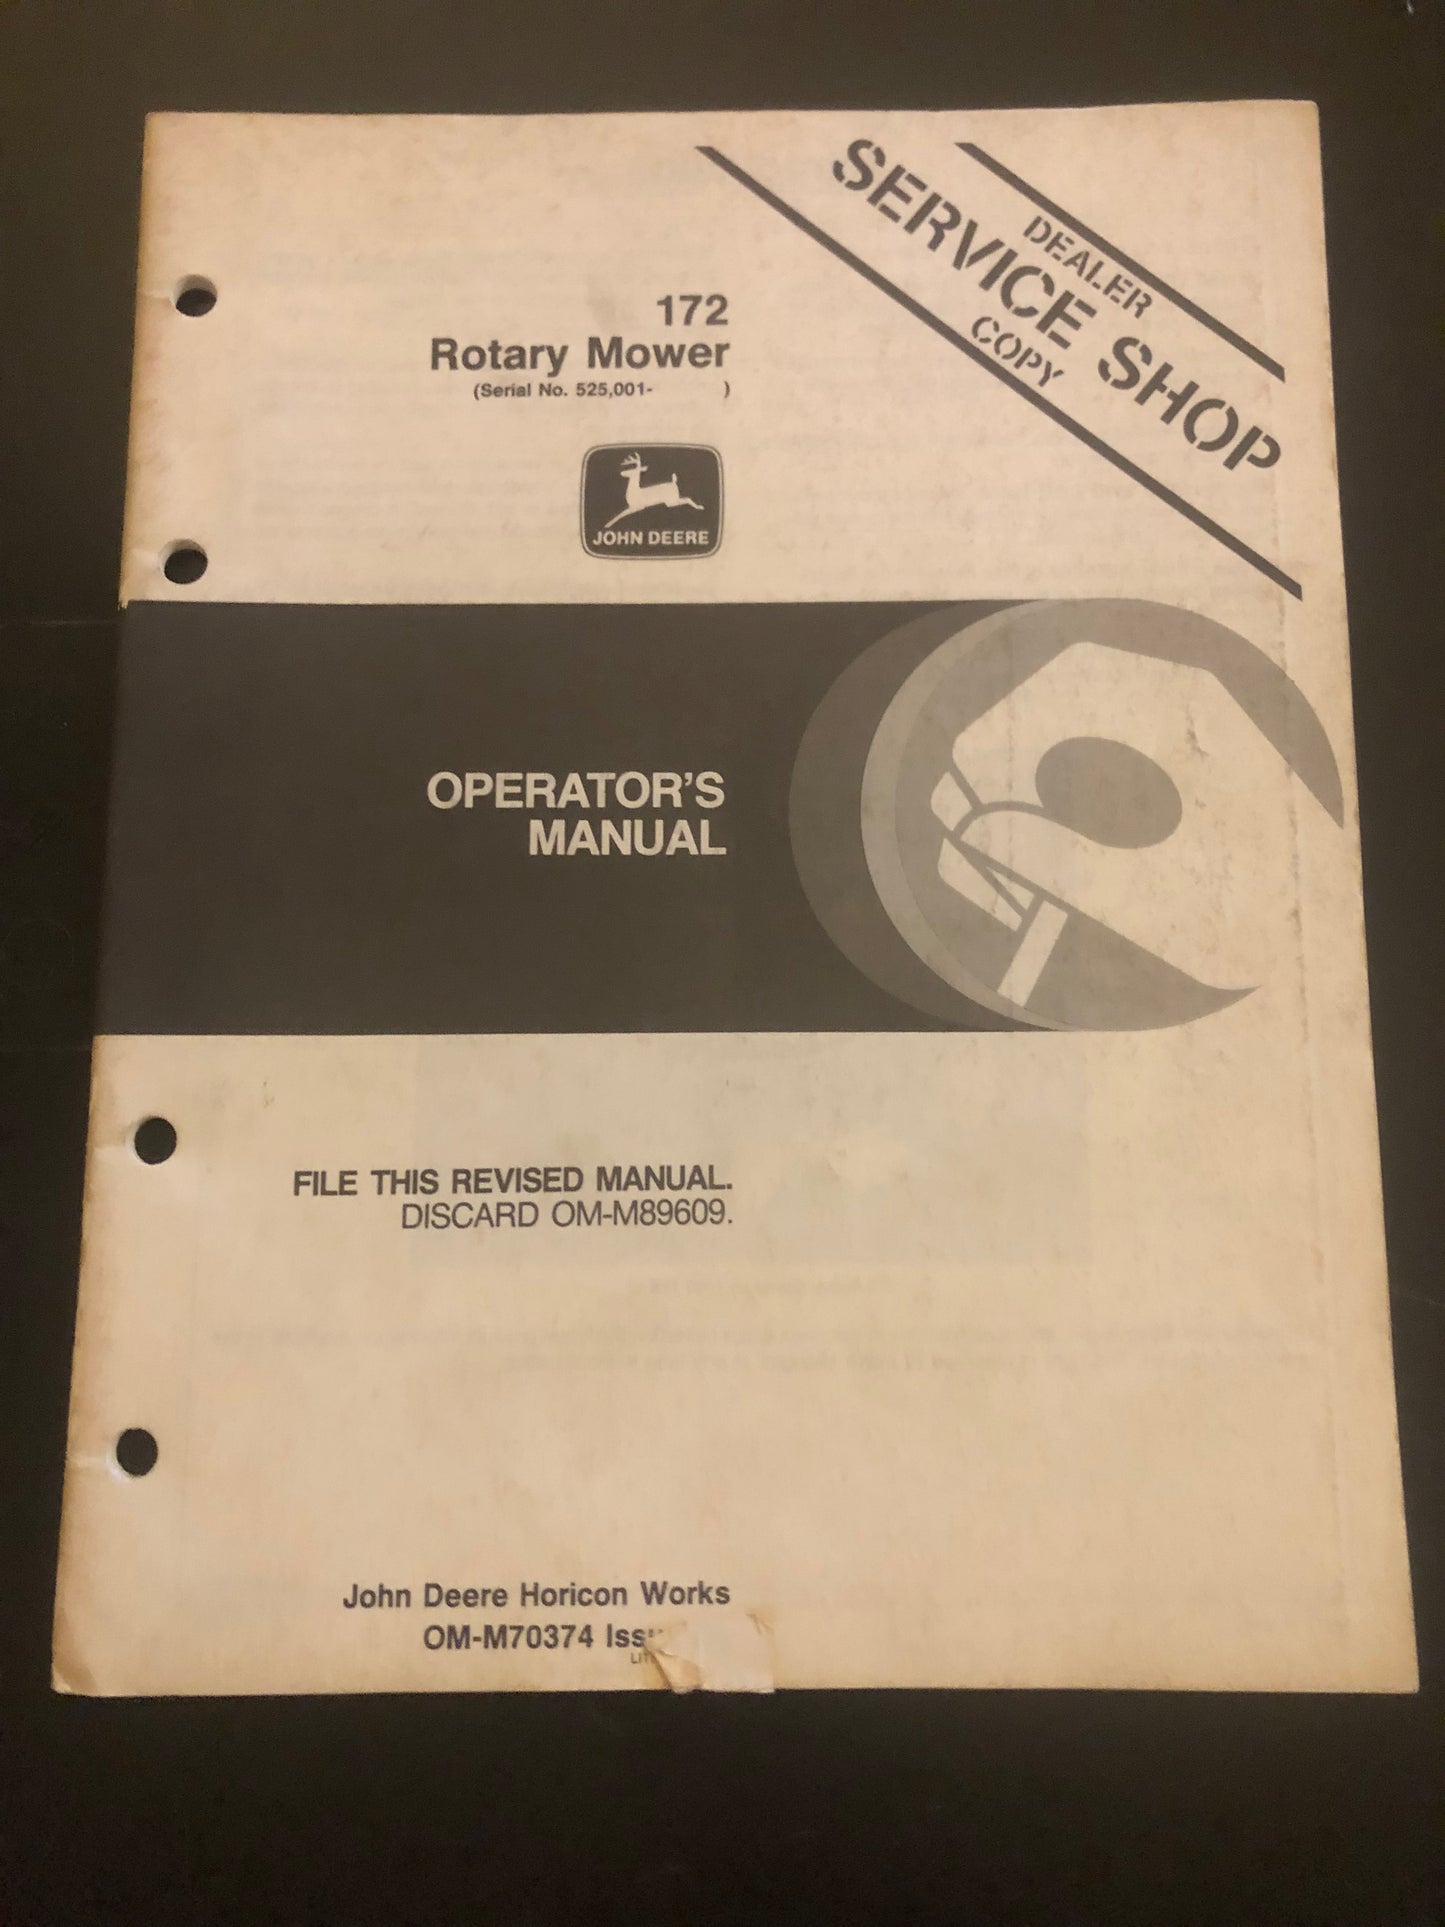 DEALER
SERVICE SHOP
COPY
172
Rotary Mower
(Serial No. 525,001- )
JOHN DEERE
OPERATOR'S
MANUAL
FILE THIS REVISED MANUAL.
DISCARD OM-M89609.
John Deere Horicon Works
OM-M70374